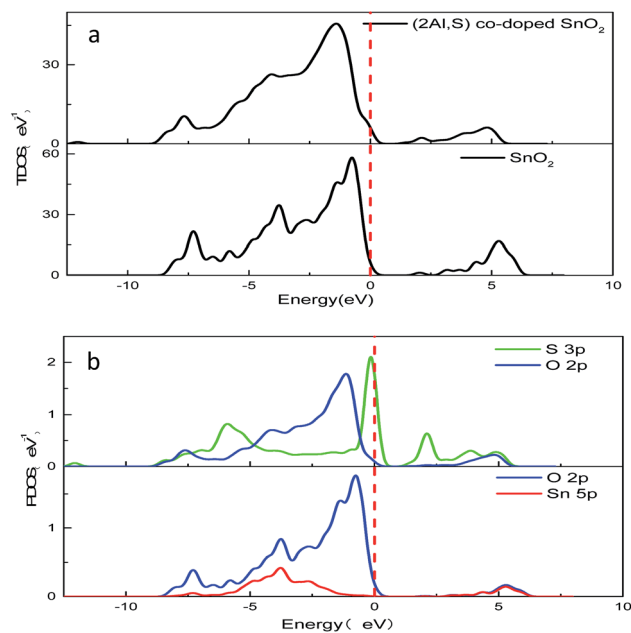 a
(2Al,S) co-doped SnO₂
30
0
TDOS( eV⁻¹)
SnO₂
60
30
0
-10 -5 0 5 10
Energy(eV)
b
S 3p
O 2p
2
1
0
PDOS( eV⁻¹)
O 2p
Sn 5p
1
0
-10 -5 0 5 10
Energy( eV)